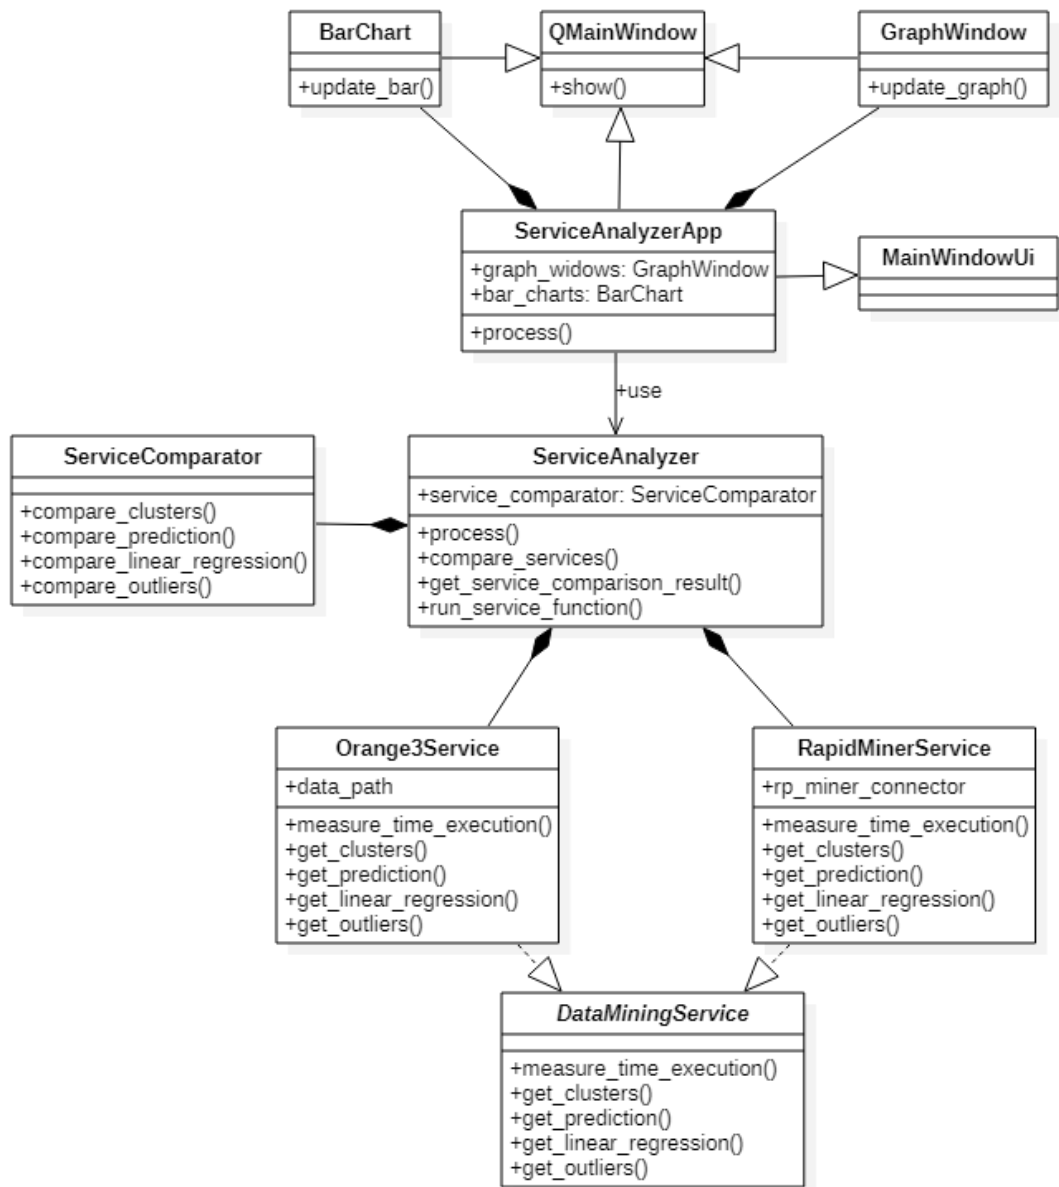 BarChart
+update_bar()
QMainWindow
+show()
GraphWindow
+update_graph()
ServiceAnalyzerApp
+graph_widows: GraphWindow
+bar_charts: BarChart
+process()
MainWindowUi
+use
ServiceComparator
+compare_clusters()
+compare_prediction()
+compare_linear_regression()
+compare_outliers()
ServiceAnalyzer
+service_comparator: ServiceComparator
+process()
+compare_services()
+get_service_comparison_result()
+run_service_function()
Orange3Service
+data_path
+measure_time_execution()
+get_clusters()
+get_prediction()
+get_linear_regression()
+get_outliers()
RapidMinerService
+rp_miner_connector
+measure_time_execution()
+get_clusters()
+get_prediction()
+get_linear_regression()
+get_outliers()
DataMiningService
+measure_time_execution()
+get_clusters()
+get_prediction()
+get_linear_regression()
+get_outliers()